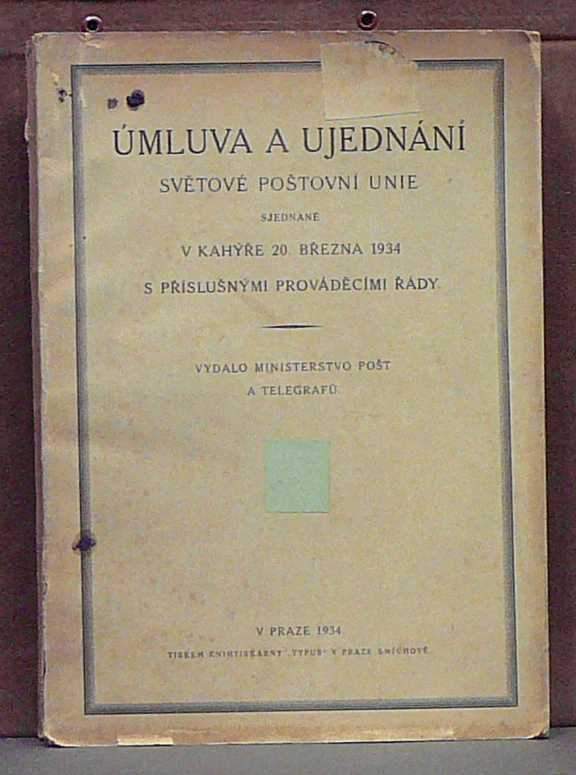 ÚMLUVA A UJEDNÁNÍ
SVĚTOVÉ POŠTOVNÍ UNIE
SJEDNANÉ
V KAHÝŘE 20. BŘEZNA 1934
S PŘÍSLUŠNÝMI PROVÁDĚCÍMI ŘÁDY.
VYDALO MINISTERSTVO POŠT
A TELEGRAFŮ
V PRAZE 1934
TISKEM KNIHTISKÁRNY „TYPUS“ V PRAZE SMÍCHOVĚ.